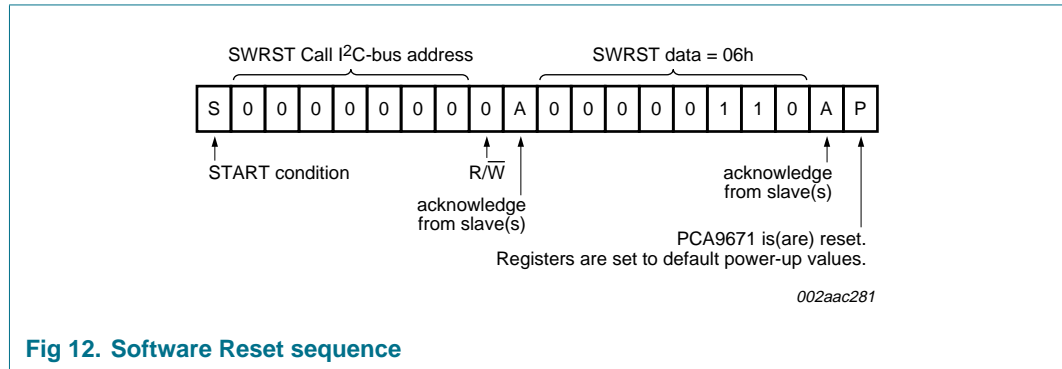 SWRST Call I²C-bus address SWRST data = 06h
S 0 0 0 0 0 0 0 0 A 0 0 0 0 0 1 1 0 A P
START condition R/W̅ acknowledge from slave(s)
acknowledge from slave(s)
PCA9671 is(are) reset.
Registers are set to default power-up values.
002aac281
Fig 12. Software Reset sequence